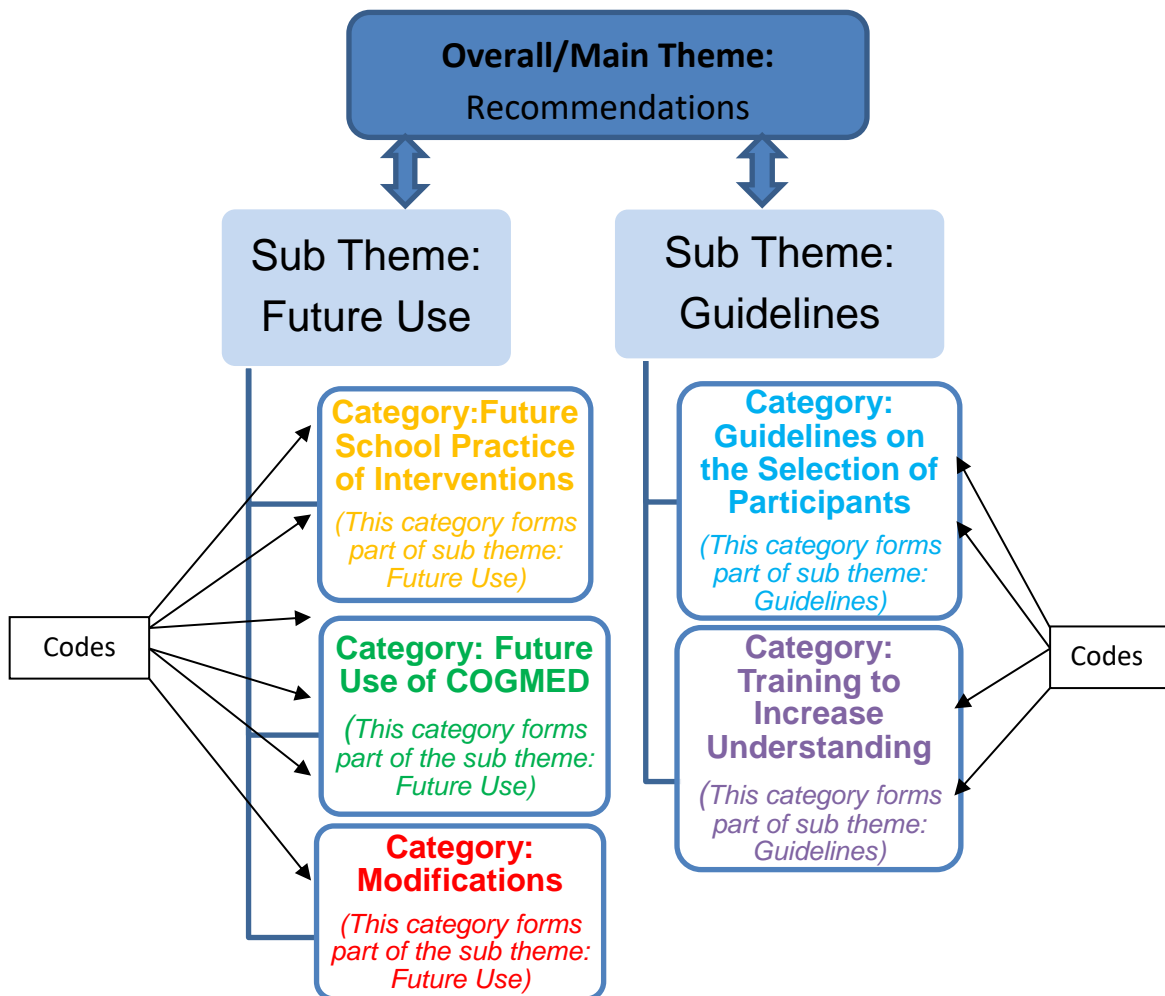 Overall/Main Theme:
Recommendations
Sub Theme:
Future Use
Sub Theme:
Guidelines
Category:Future
School Practice
of Interventions
(This category forms
part of sub theme:
Future Use)
Category: Future
Use of COGMED
(This category forms
part of the sub theme:
Future Use)
Category:
Modifications
(This category forms
part of the sub theme:
Future Use)
Category:
Guidelines on
the Selection of
Participants
(This category forms
part of sub theme:
Guidelines)
Category:
Training to
Increase
Understanding
(This category forms
part of sub theme:
Guidelines)
Codes
Codes